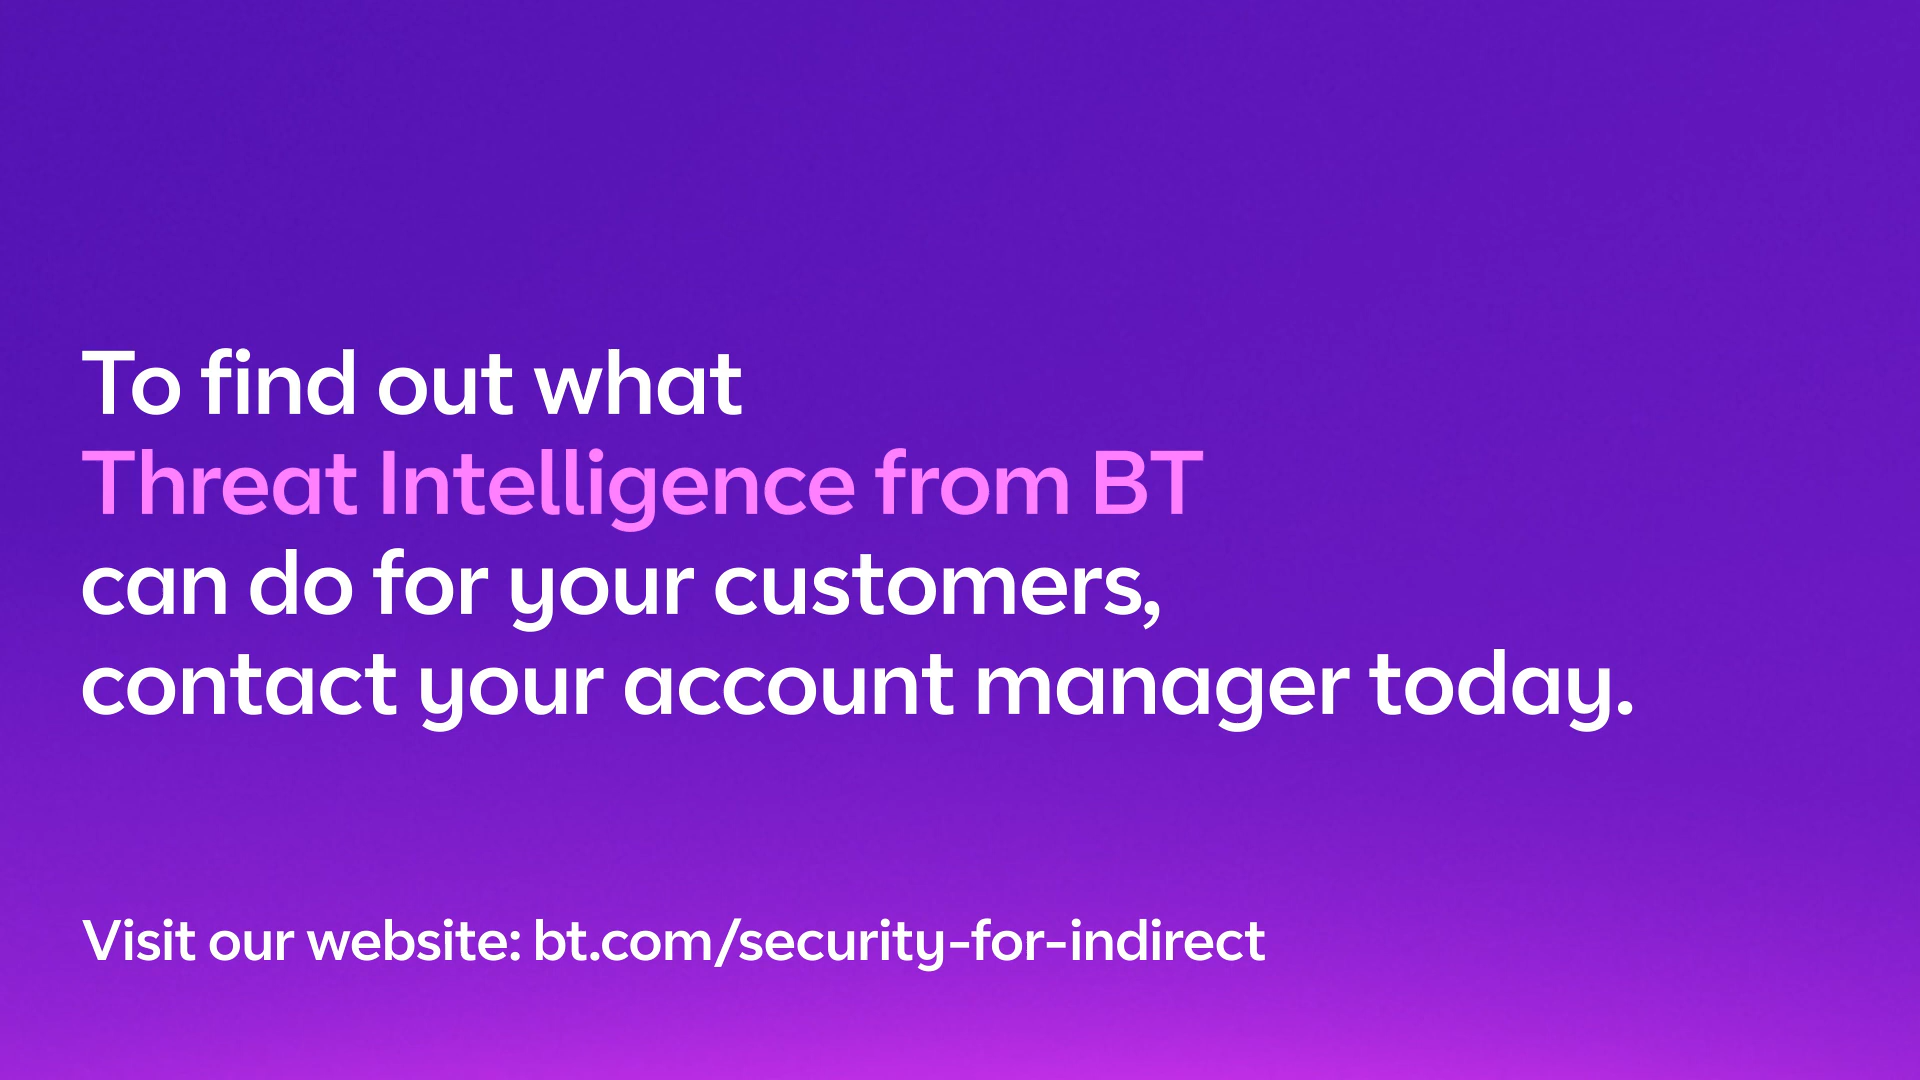 To find out what
Threat Intelligence from BT
can do for your customers,
contact your account manager today.
Visit our website: bt.com/security-for-indirect